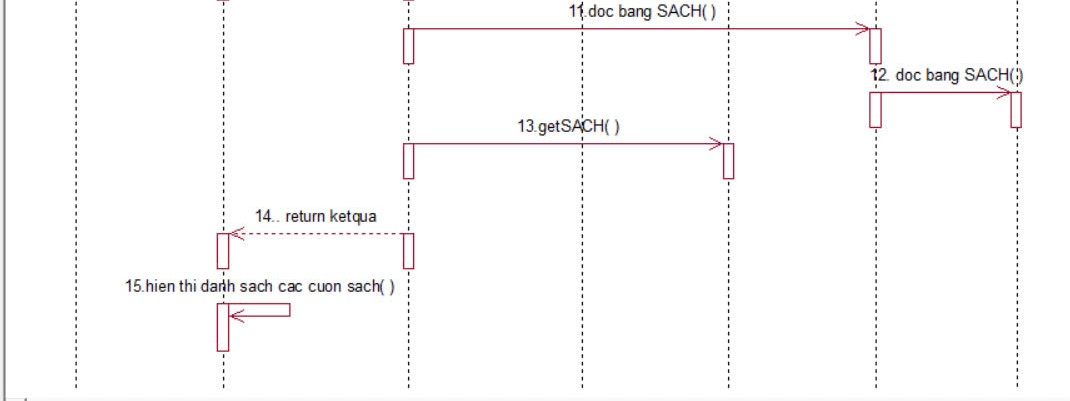 11.doc bang SACH( )
12. doc bang SACH( )
13.getSACH( )
14.. return ketqua
15.hien thi danh sach cac cuon sach( )